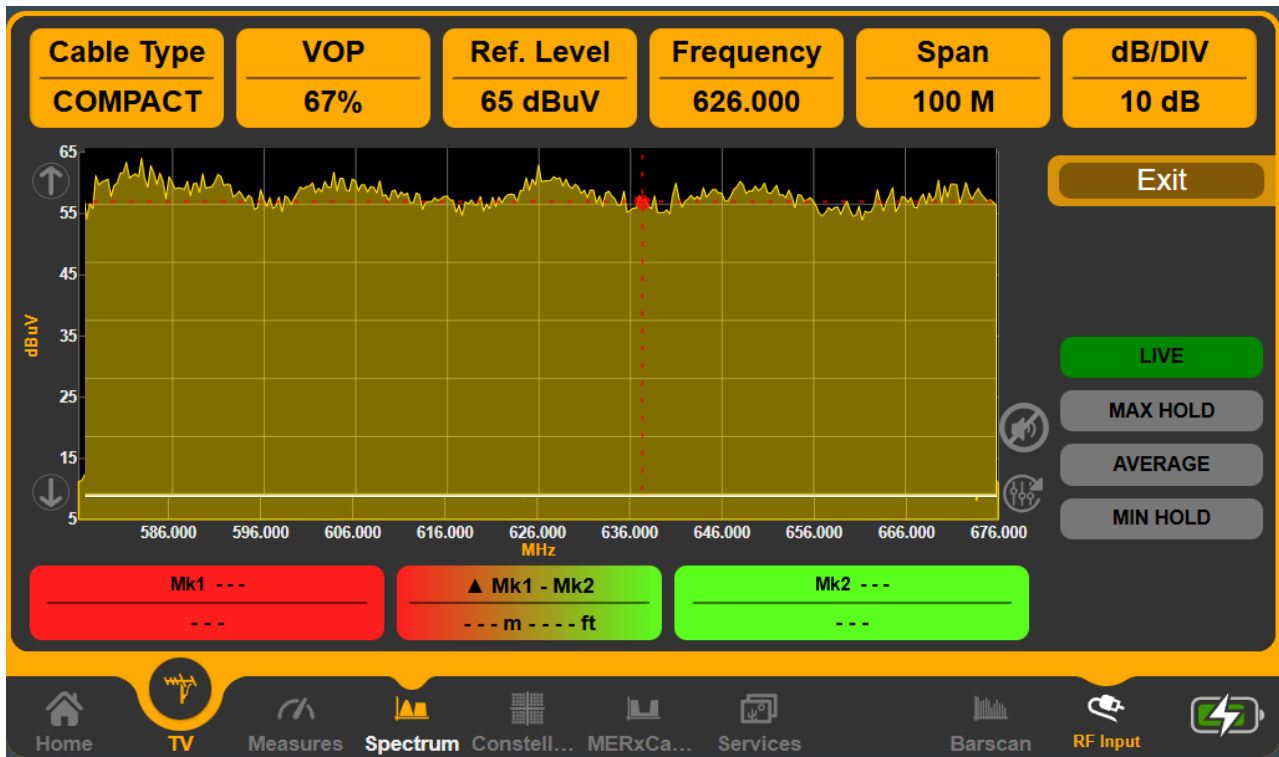 Cable Type VOP Ref. Level Frequency Span dB/DIV
COMPACT 67% 65 dBuV 626.000 100 M 10 dB
65
Exit
55
45
35
dBuV
LIVE
25
MAX HOLD
15
AVERAGE
5
MIN HOLD
586.000 596.000 606.000 616.000 626.000 636.000 646.000 656.000 666.000 676.000
MHz
Mk1 - - - ▲ Mk1 - Mk2 Mk2 - - -
- - - - - - m - - - - ft - - -
Home TV Measures Spectrum Constell... MERxCa... Services Barscan RF Input